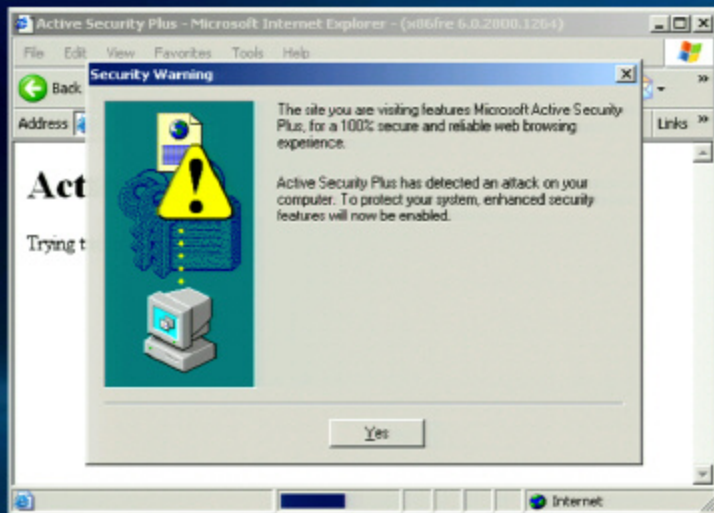 Active Security Plus - Microsoft Internet Explorer - (x86fre 6.0.2800.1264)
File Edit View Favorites Tools Help
Security Warning
Back
Address
Links
The site you are visiting features Microsoft Active Security
Plus, for a 100% secure and reliable web browsing
experience.
Act
Active Security Plus has detected an attack on your
computer. To protect your system, enhanced security
features will now be enabled.
Trying t
Yes
Internet